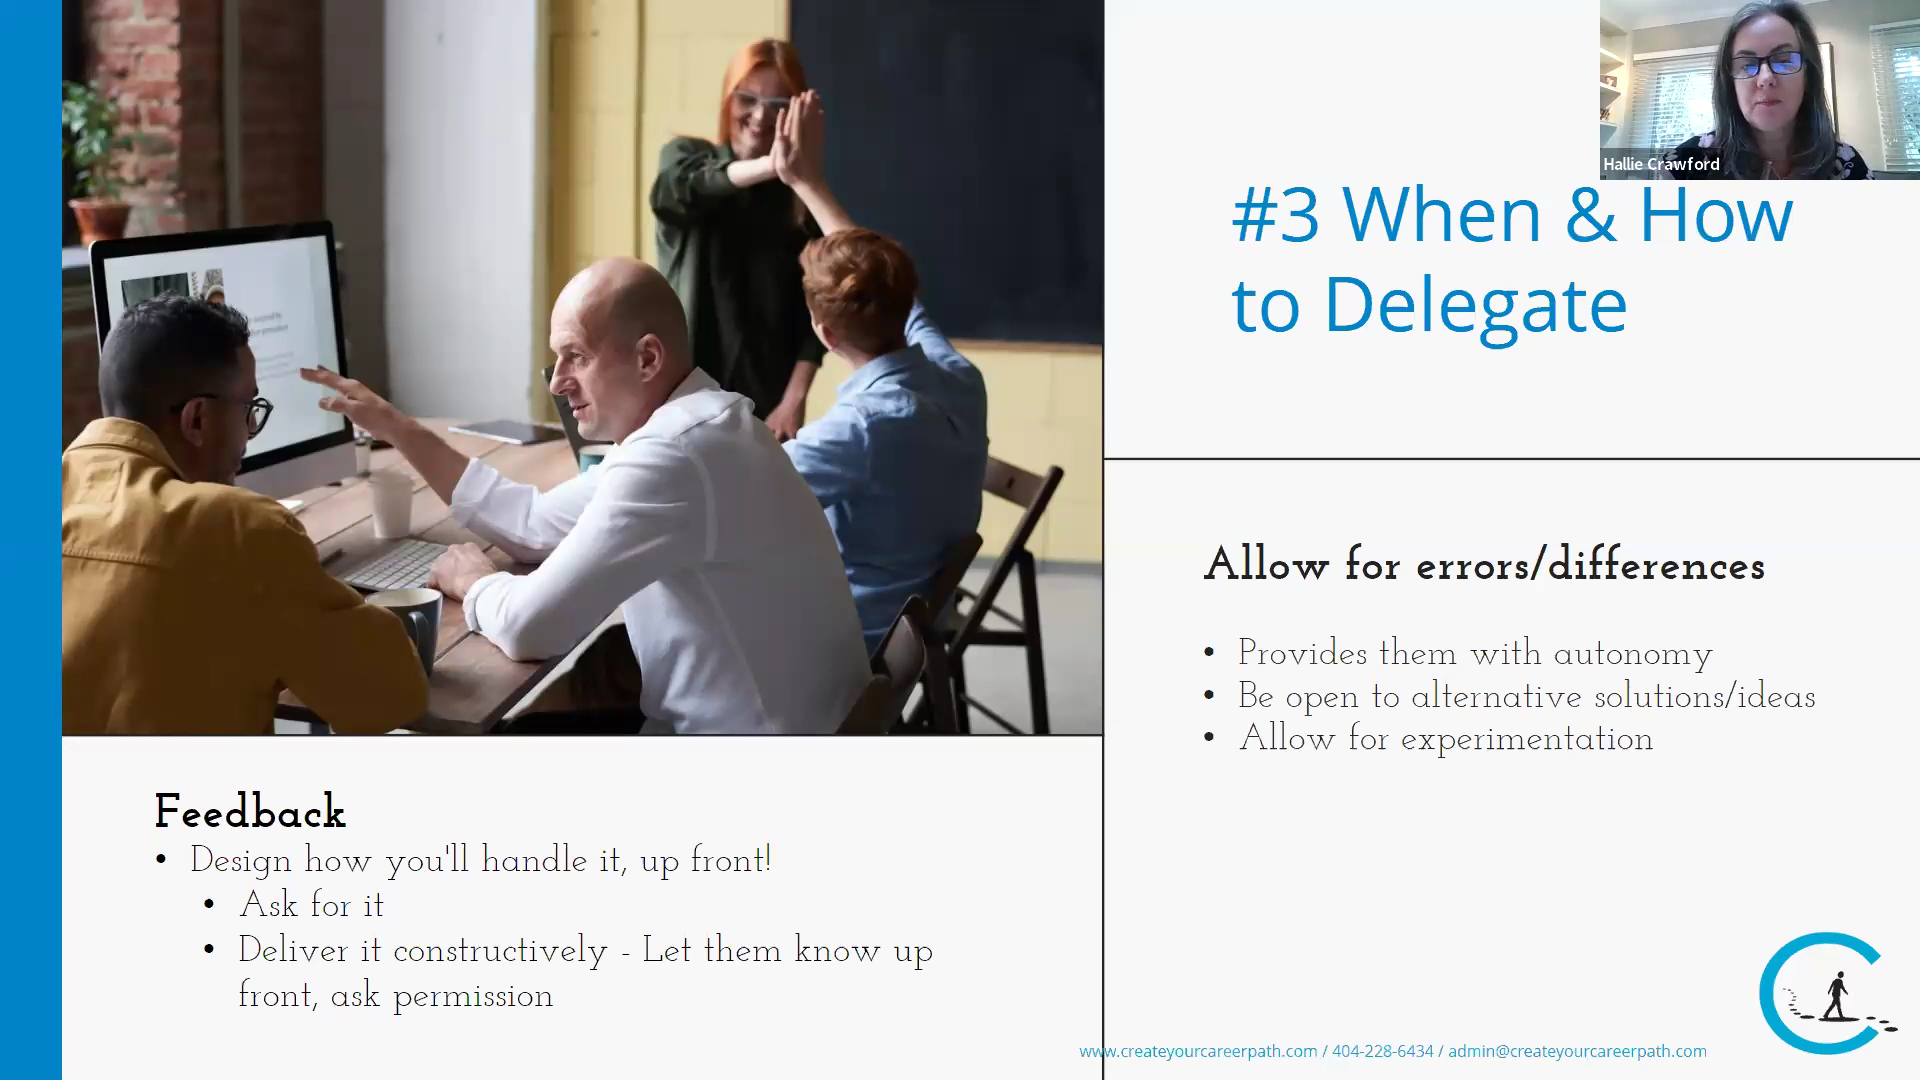 Hallie Crawford
#3 When & How
to Delegate
Allow for errors/differences
• Provides them with autonomy
• Be open to alternative solutions/ideas
• Allow for experimentation
Feedback
• Design how you'll handle it, up front!
• Ask for it
• Deliver it constructively - Let them know up
front, ask permission
www.createyourcareerpath.com / 404-228-6434 / admin@createyourcareerpath.com